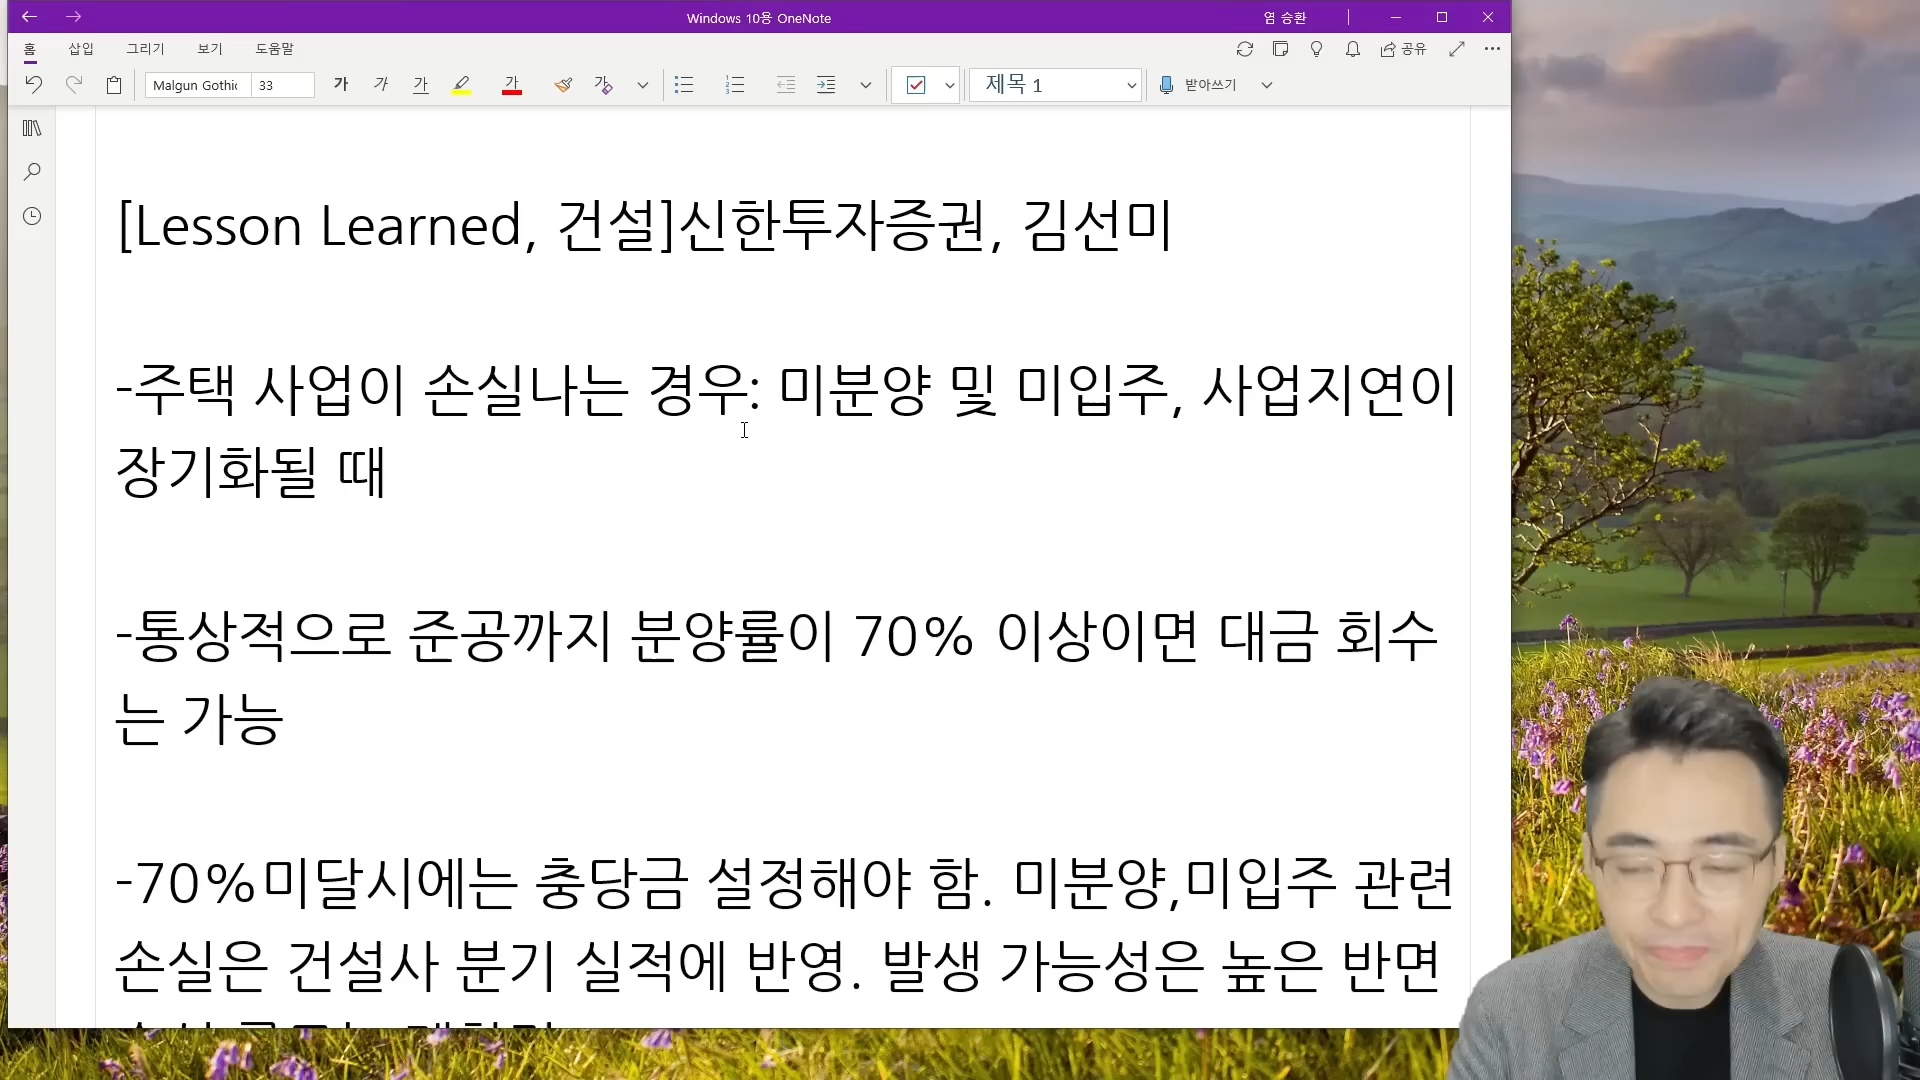 Windows 10용 OneNote
염 승환
홈 삽입 그리기 보기 도움말
공유
Malgun Gothic 33 가 가 가 가 가 제목 1 받아쓰기
[Lesson Learned, 건설]신한투자증권, 김선미
-주택 사업이 손실나는 경우: 미분양 및 미입주, 사업지연이
장기화될 때
-통상적으로 준공까지 분양률이 70% 이상이면 대금 회수
는 가능
-70%미달시에는 충당금 설정해야 함. 미분양,미입주 관련
손실은 건설사 분기 실적에 반영. 발생 가능성은 높은 반면